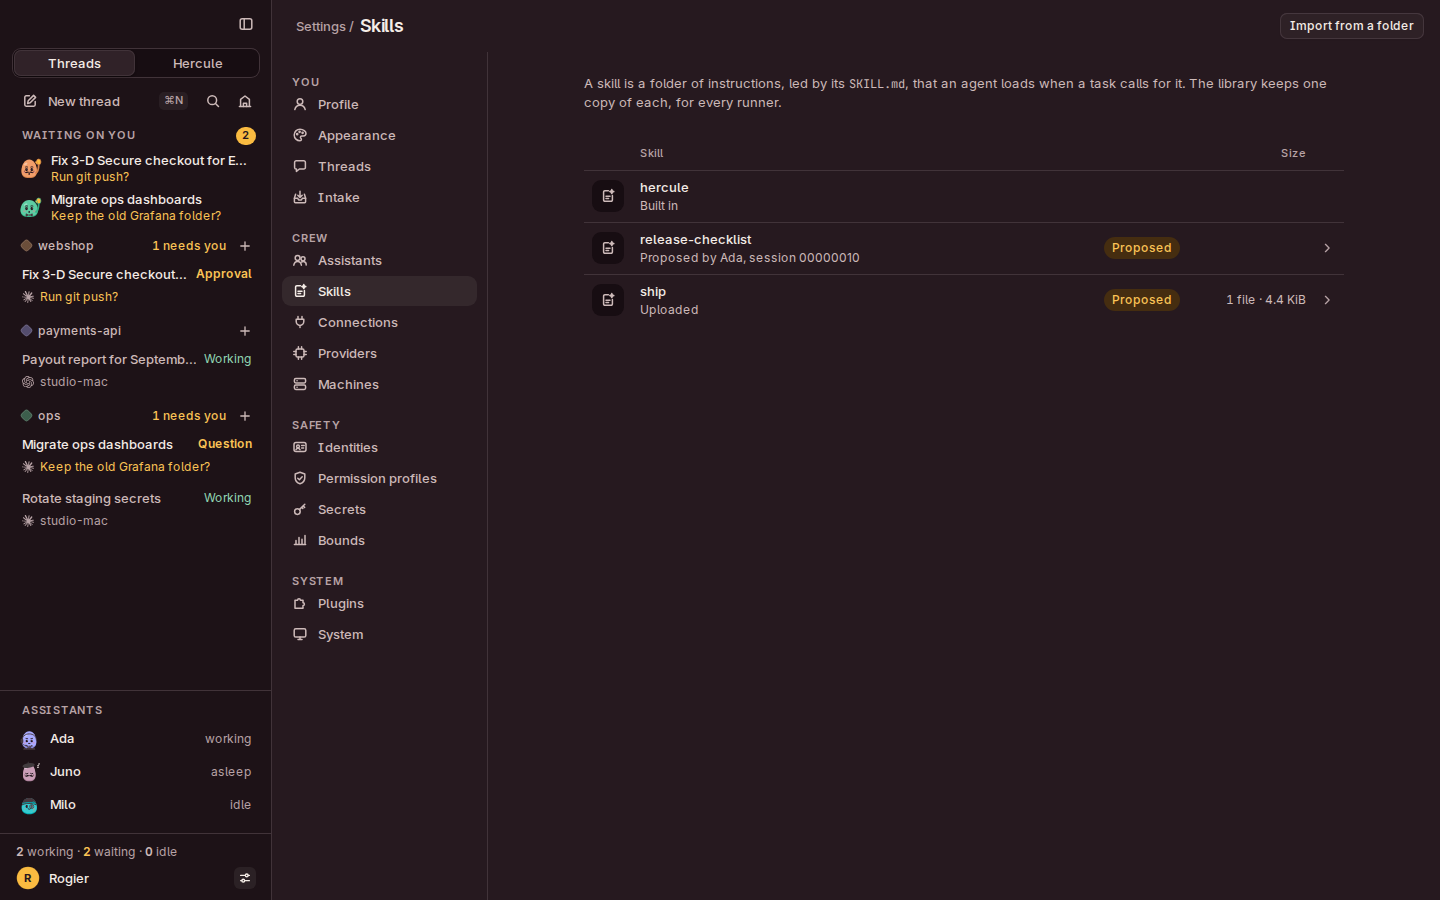 Threads
Hercule
New thread
⌘N
WAITING ON YOU
2
Fix 3-D Secure checkout for E...
Run git push?
Migrate ops dashboards
Keep the old Grafana folder?
webshop
1 needs you
Fix 3-D Secure checkout...
Approval
Run git push?
payments-api
Payout report for Septemb...
Working
studio-mac
ops
1 needs you
Migrate ops dashboards
Question
Keep the old Grafana folder?
Rotate staging secrets
Working
studio-mac
ASSISTANTS
Ada
working
Juno
asleep
Milo
idle
2 working · 2 waiting · 0 idle
R
Rogier
Settings / Skills
Import from a folder
YOU
Profile
Appearance
Threads
Intake
CREW
Assistants
Skills
Connections
Providers
Machines
SAFETY
Identities
Permission profiles
Secrets
Bounds
SYSTEM
Plugins
System
A skill is a folder of instructions, led by its SKILL.md, that an agent loads when a task calls for it. The library keeps one
copy of each, for every runner.
Skill
Size
hercule
Built in
release-checklist
Proposed by Ada, session 00000010
Proposed
ship
Uploaded
Proposed
1 file · 4.4 KiB